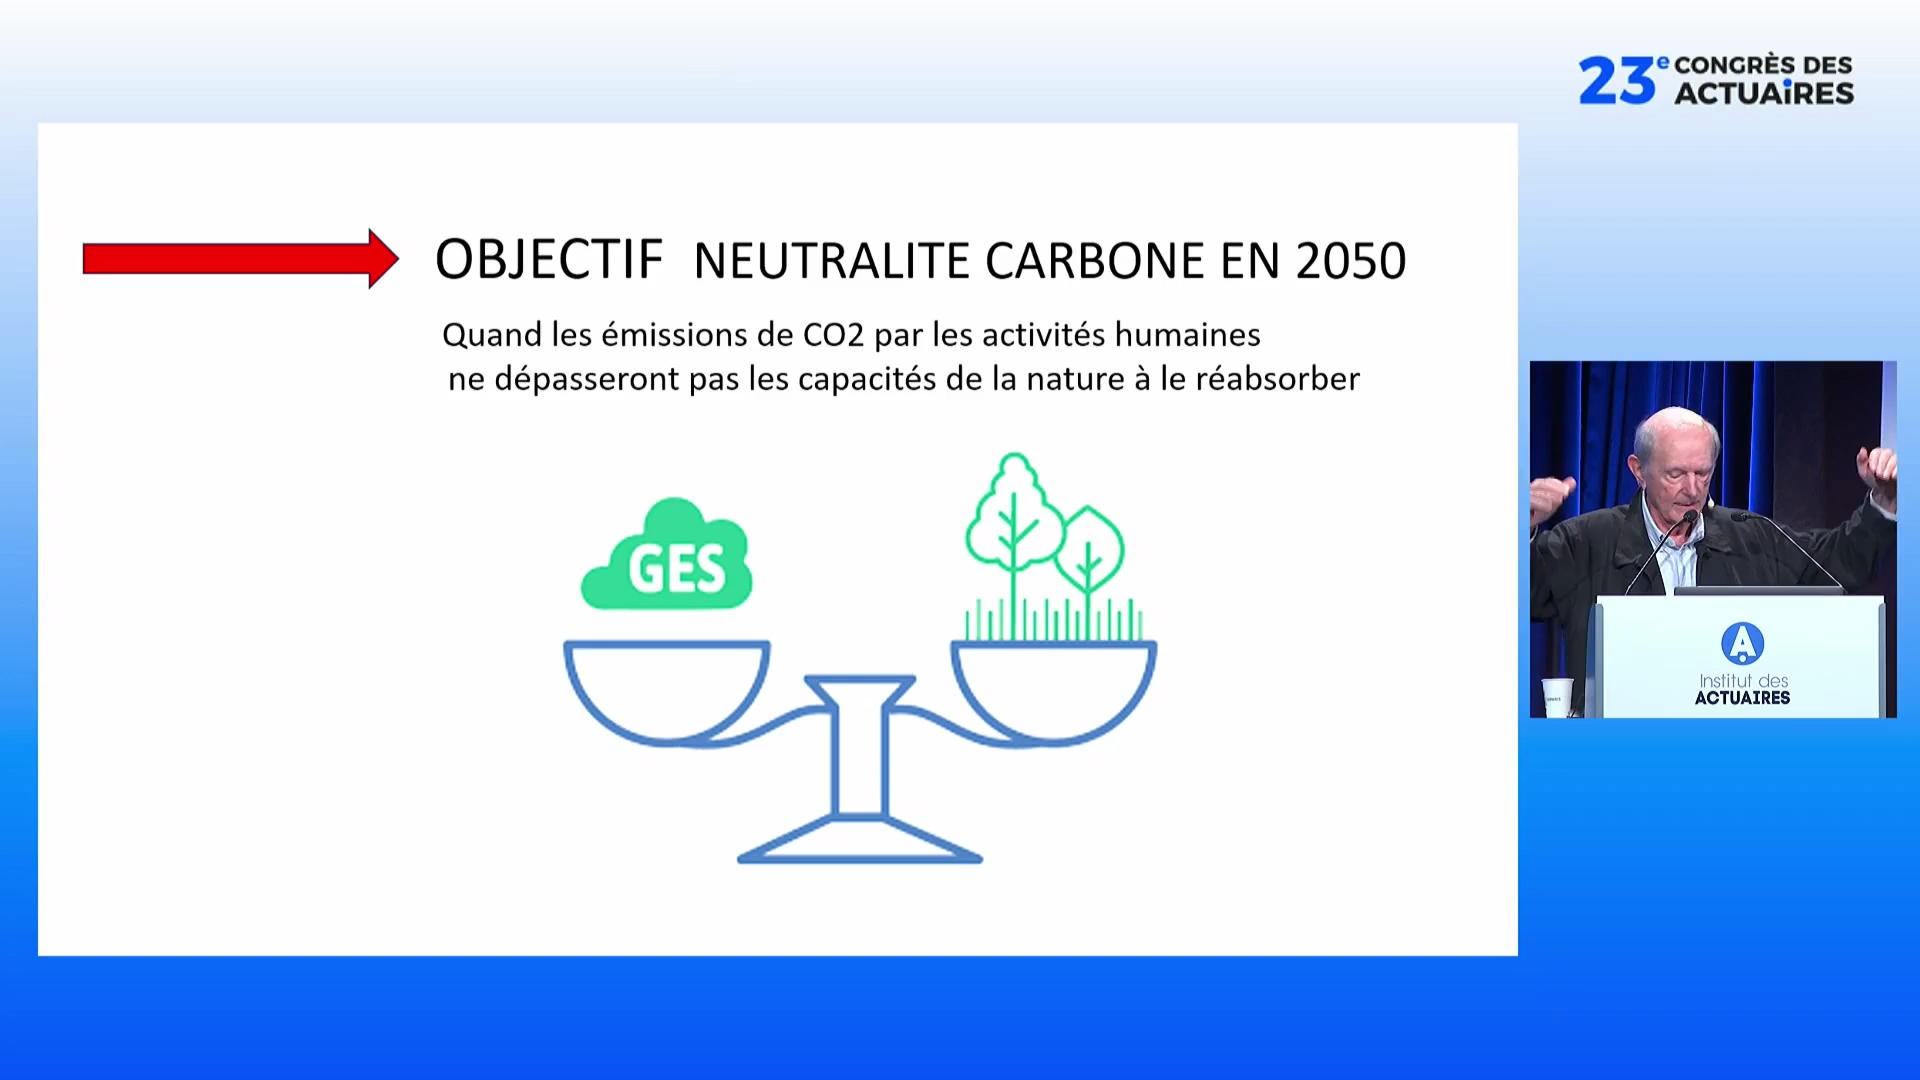 23e CONGRÈS DES
ACTUAiRES
OBJECTIF NEUTRALITE CARBONE EN 2050
Quand les émissions de CO2 par les activités humaines
ne dépasseront pas les capacités de la nature à le réabsorber
GES
A
Institut des
ACTUAIRES